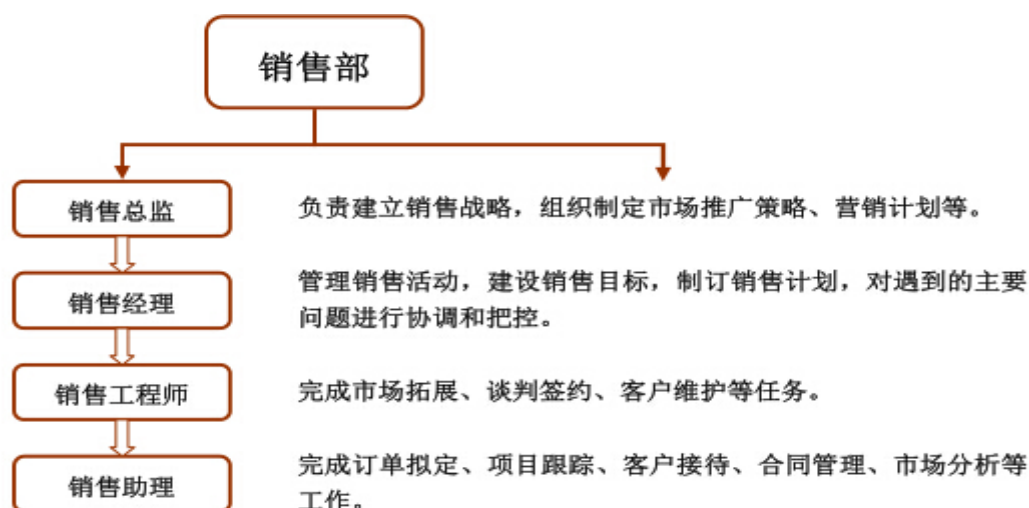 销售部
销售总监
负责建立销售战略，组织制定市场推广策略、营销计划等。
销售经理
管理销售活动，建设销售目标，制订销售计划，对遇到的主要
问题进行协调和把控。
销售工程师
完成市场拓展、谈判签约、客户维护等任务。
销售助理
完成订单拟定、项目跟踪、客户接待、合同管理、市场分析等
工作。